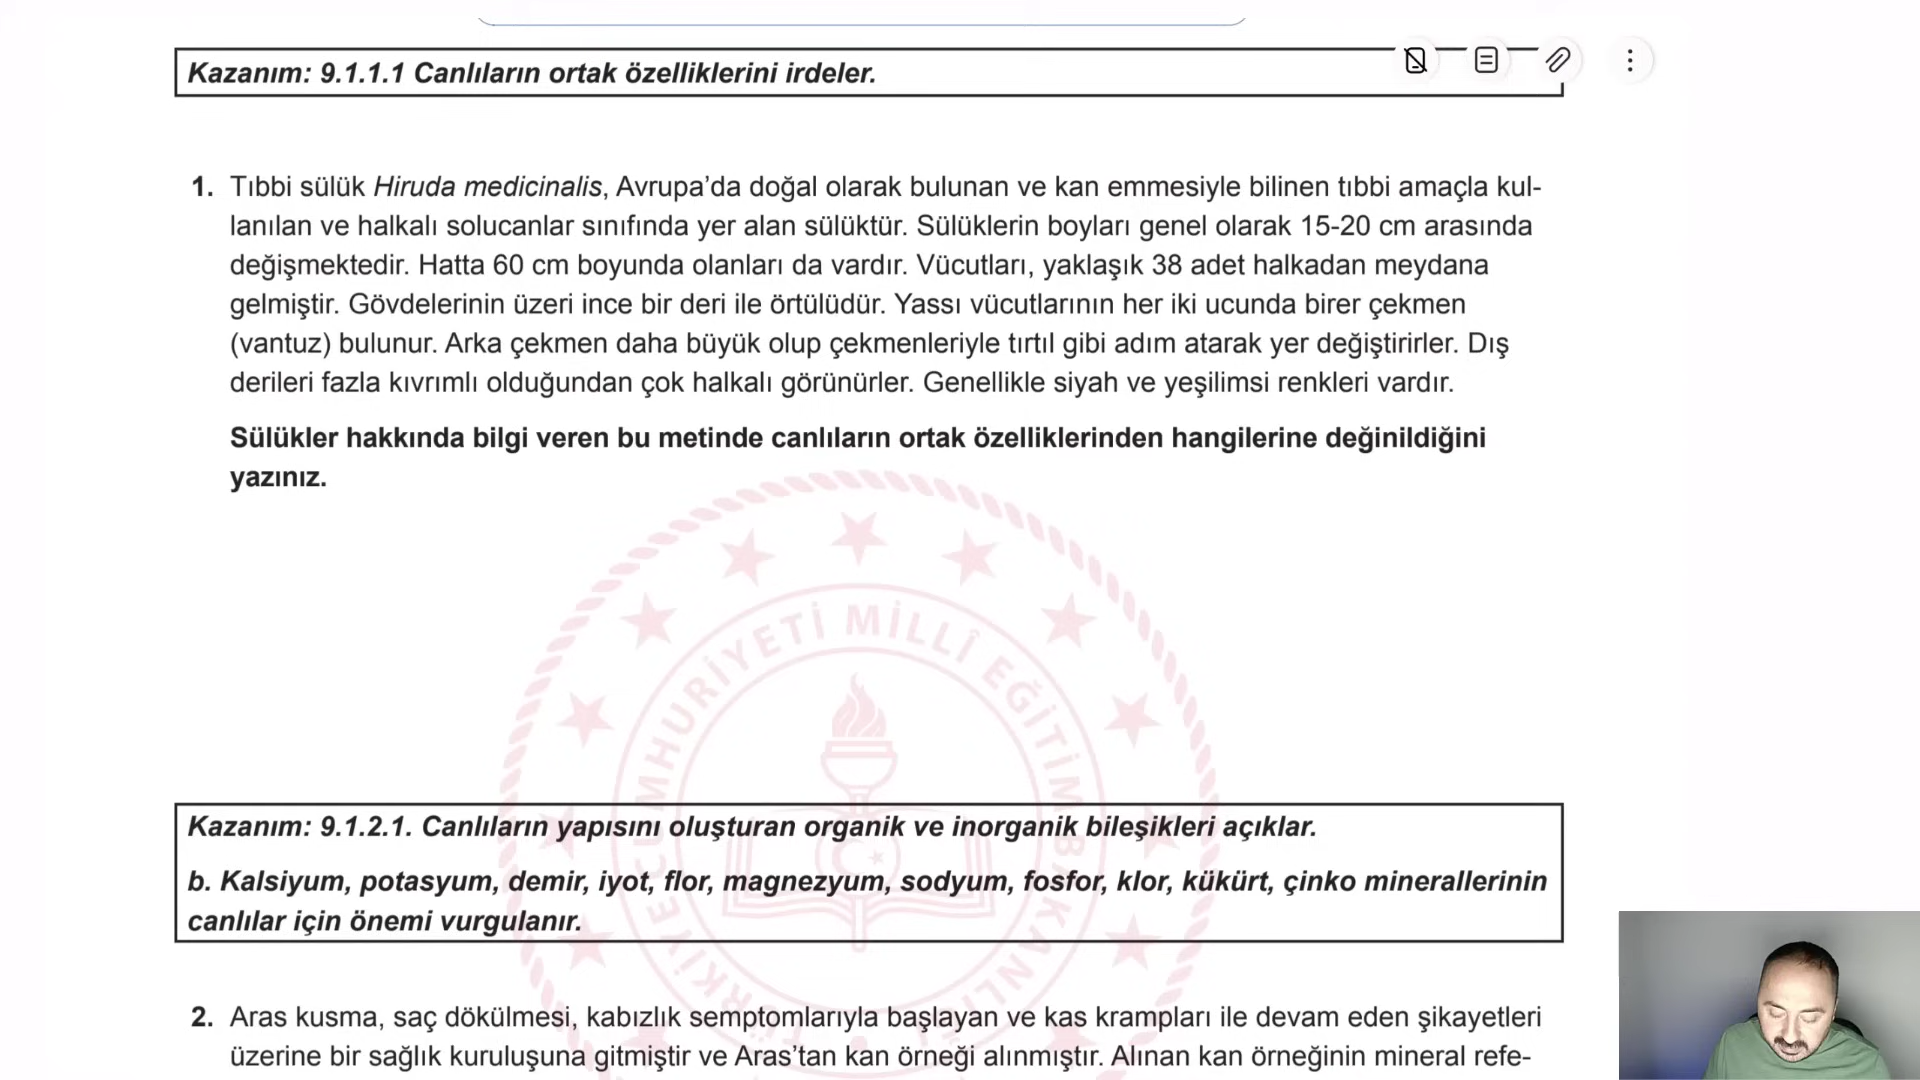 Kazanım: 9.1.1.1 Canlıların ortak özelliklerini irdeler.
1. Tıbbi sülük Hiruda medicinalis, Avrupa’da doğal olarak bulunan ve kan emmesiyle bilinen tıbbi amaçla kul-
lanılan ve halkalı solucanlar sınıfında yer alan sülüktür. Sülüklerin boyları genel olarak 15-20 cm arasında
değişmektedir. Hatta 60 cm boyunda olanları da vardır. Vücutları, yaklaşık 38 adet halkadan meydana
gelmiştir. Gövdelerinin üzeri ince bir deri ile örtülüdür. Yassı vücutlarının her iki ucunda birer çekmen
(vantuz) bulunur. Arka çekmen daha büyük olup çekmenleriyle tırtıl gibi adım atarak yer değiştirirler. Dış
derileri fazla kıvrımlı olduğundan çok halkalı görünürler. Genellikle siyah ve yeşilimsi renkleri vardır.
Sülükler hakkında bilgi veren bu metinde canlıların ortak özelliklerinden hangilerine değinildiğini
yazınız.
TÜRKİYE CUMHURİYETİ MİLLÎ EĞİTİM BAKANLIĞI
Kazanım: 9.1.2.1. Canlıların yapısını oluşturan organik ve inorganik bileşikleri açıklar.
b. Kalsiyum, potasyum, demir, iyot, flor, magnezyum, sodyum, fosfor, klor, kükürt, çinko minerallerinin
canlılar için önemi vurgulanır.
2. Aras kusma, saç dökülmesi, kabızlık semptomlarıyla başlayan ve kas krampları ile devam eden şikayetleri
üzerine bir sağlık kuruluşuna gitmiştir ve Aras’tan kan örneği alınmıştır. Alınan kan örneğinin mineral refe-